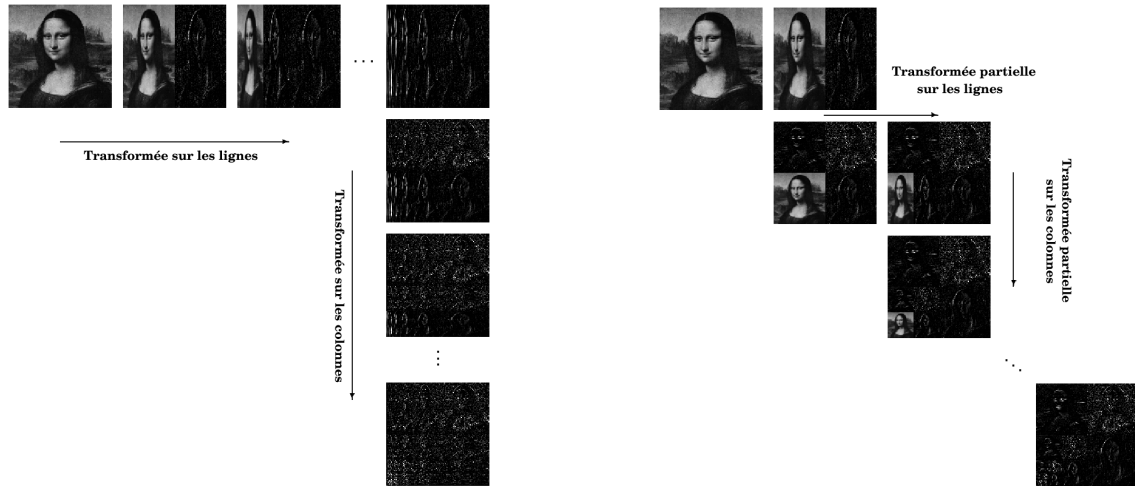 Transformée sur les lignes
Transformée sur les colonnes
Transformée partielle
sur les lignes
Transformée partielle
sur les colonnes